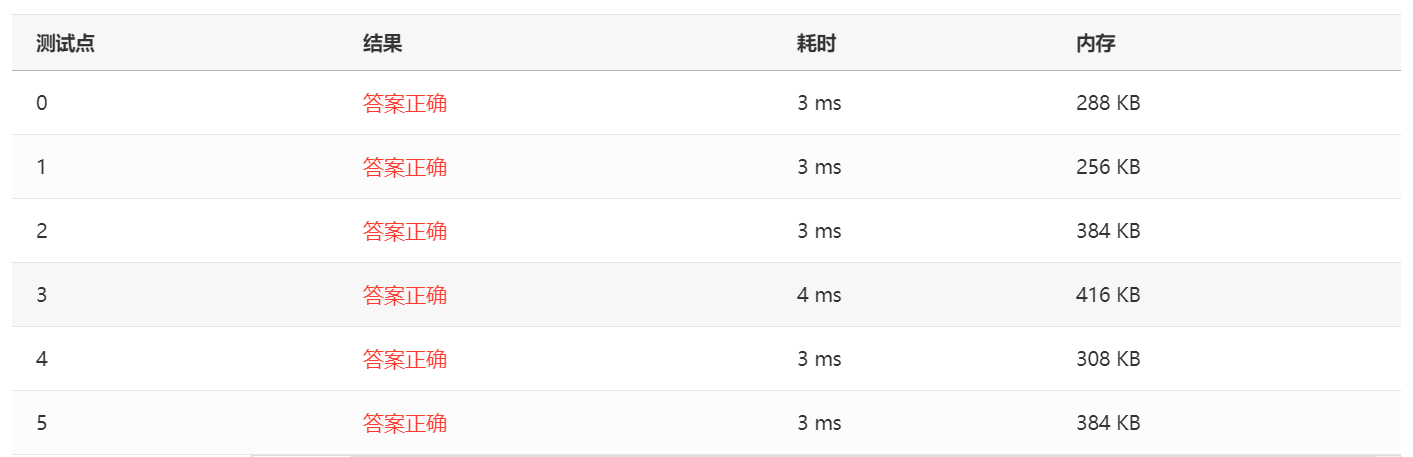 测试点 结果 耗时 内存
0 答案正确 3 ms 288 KB
1 答案正确 3 ms 256 KB
2 答案正确 3 ms 384 KB
3 答案正确 4 ms 416 KB
4 答案正确 3 ms 308 KB
5 答案正确 3 ms 384 KB